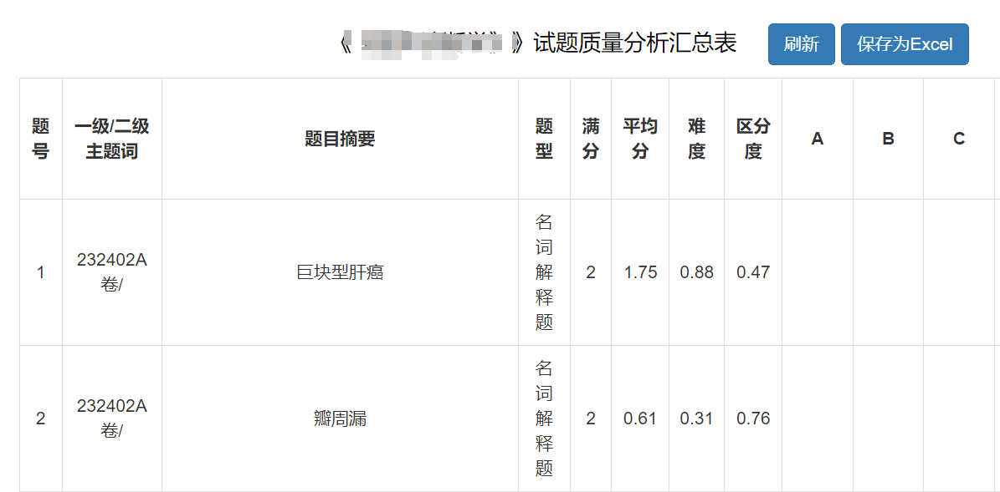 《 》试题质量分析汇总表 刷新 保存为Excel
题号 一级/二级主题词 题目摘要 题型 满分 平均分 难度 区分度 A B C
1 232402A卷/ 巨块型肝癌 名词解释题 2 1.75 0.88 0.47
2 232402A卷/ 瓣周漏 名词解释题 2 0.61 0.31 0.76